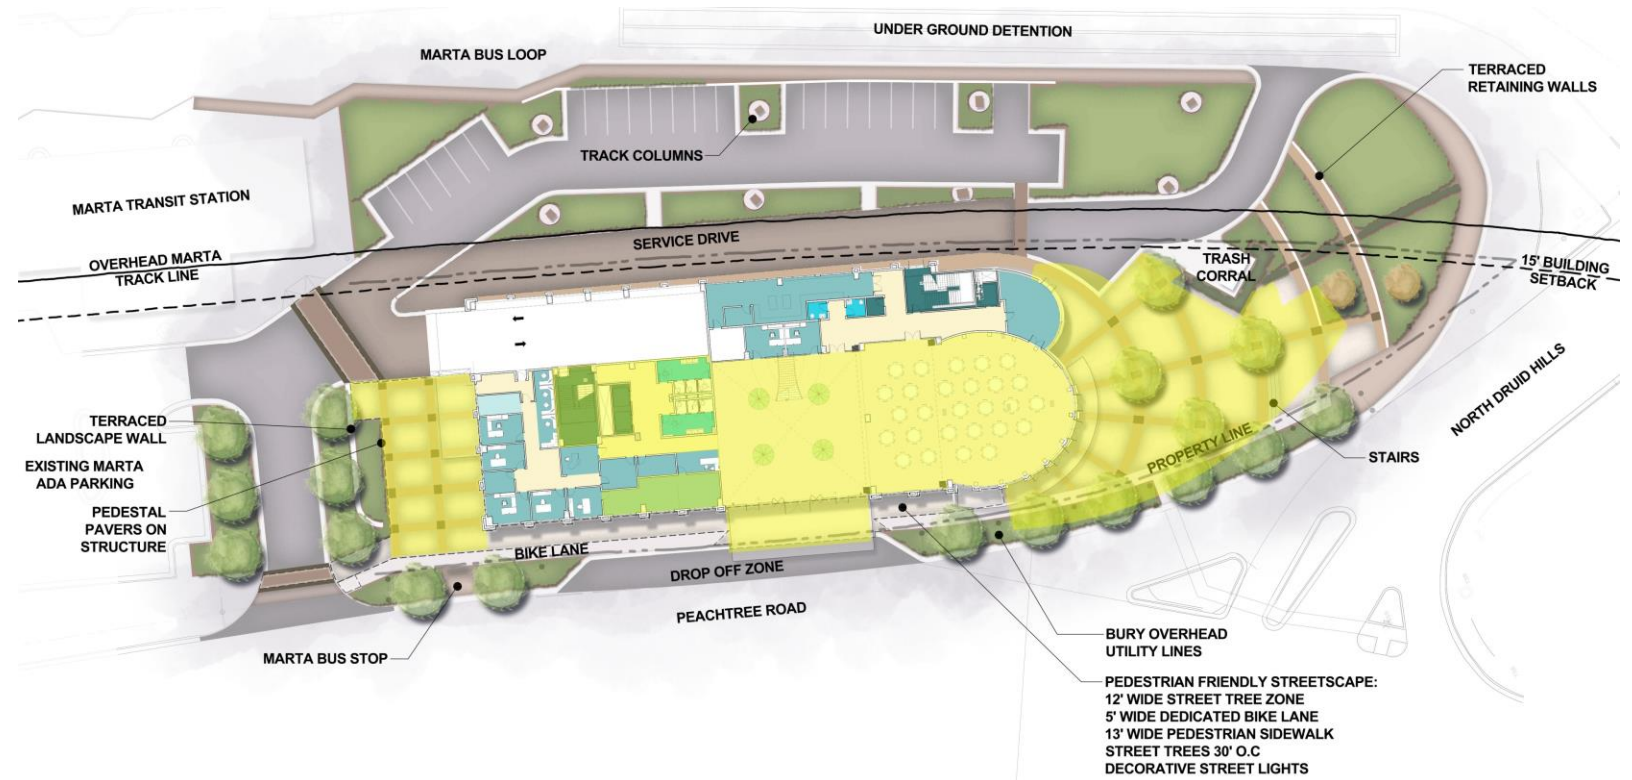 UNDER GROUND DETENTION
MARTA BUS LOOP
TERRACED
RETAINING WALLS
TRACK COLUMNS
MARTA TRANSIT STATION
SERVICE DRIVE
OVERHEAD MARTA
TRACK LINE
TRASH
CORRAL
15' BUILDING
SETBACK
NORTH DRUID HILLS
TERRACED
LANDSCAPE WALL
EXISTING MARTA
ADA PARKING
PROPERTY LINE
STAIRS
PEDESTAL
PAVERS ON
STRUCTURE
BIKE LANE
DROP OFF ZONE
PEACHTREE ROAD
MARTA BUS STOP
BURY OVERHEAD
UTILITY LINES
PEDESTRIAN FRIENDLY STREETSCAPE:
12' WIDE STREET TREE ZONE
5' WIDE DEDICATED BIKE LANE
13' WIDE PEDESTRIAN SIDEWALK
STREET TREES 30' O.C
DECORATIVE STREET LIGHTS